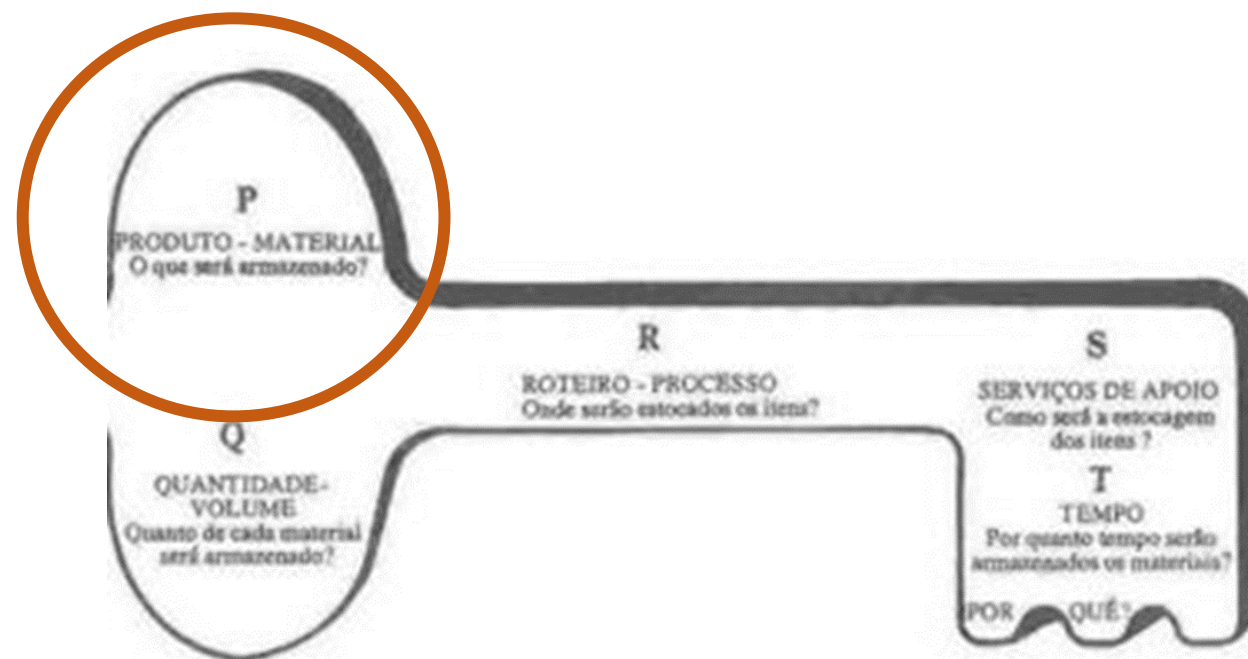 P
PRODUTO - MATERIAL
O que será armazenado?
Q
QUANTIDADE-
VOLUME
Quanto de cada material
será armazenado?
R
ROTEIRO - PROCESSO
Onde serão estocados os itens?
S
SERVIÇOS DE APOIO
Como será a estocagem
dos itens ?
T
TEMPO
Por quanto tempo serão
armazenados os materiais?
POR QUÊ?